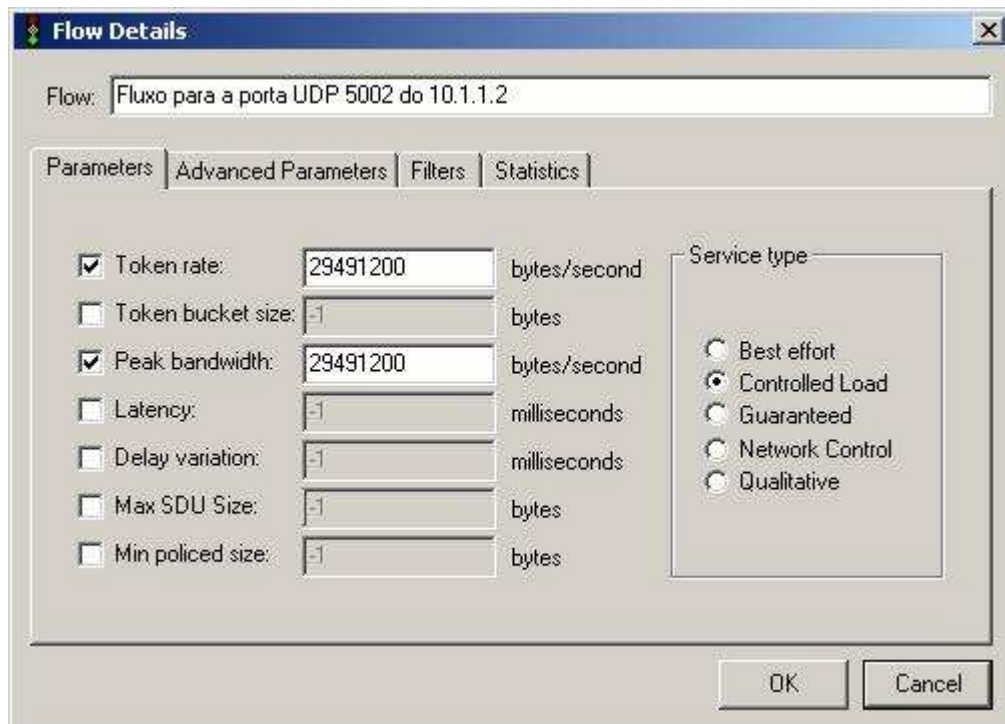 Flow Details
Flow: Fluxo para a porta UDP 5002 do 10.1.1.2
Parameters Advanced Parameters Filters Statistics
Token rate: 29491200 bytes/second
Token bucket size: -1 bytes
Peak bandwidth: 29491200 bytes/second
Latency: -1 milliseconds
Delay variation: -1 milliseconds
Max SDU Size: -1 bytes
Min policed size: -1 bytes
Service type
Best effort
Controlled Load
Guaranteed
Network Control
Qualitative
OK Cancel